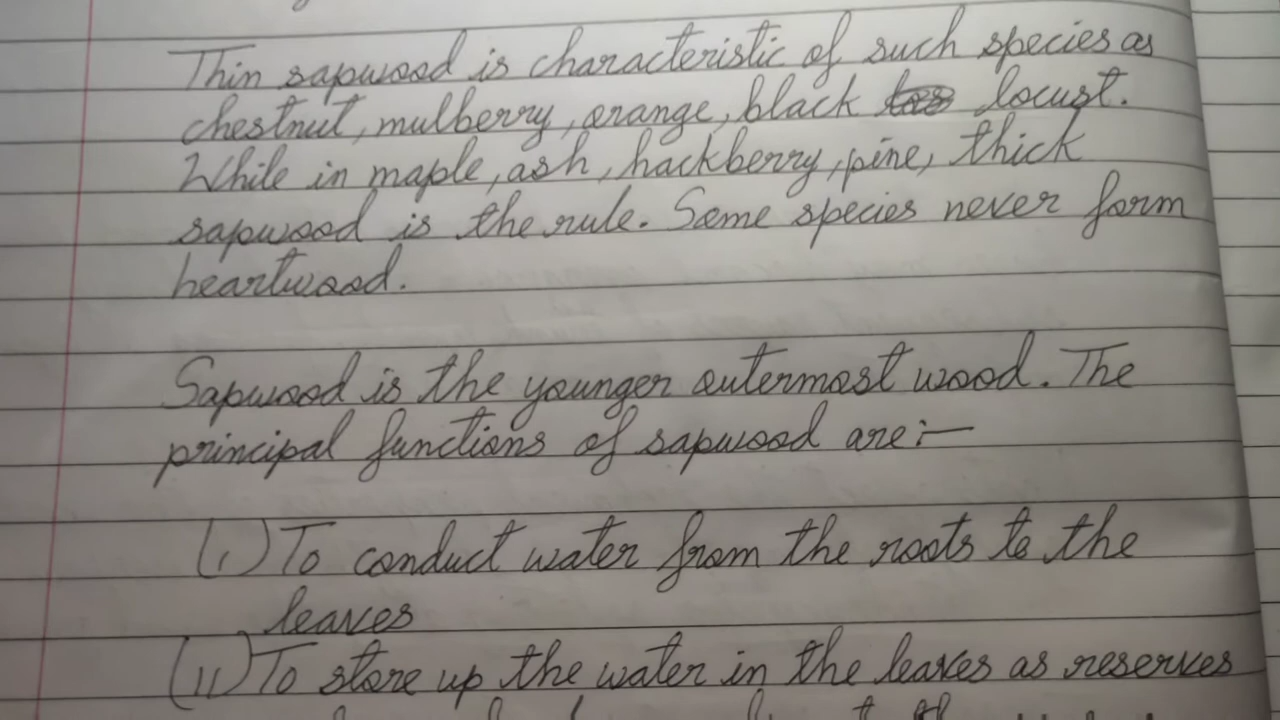 Thin sapwood is characteristic of such species as
chestnut, mulberry, orange, black locust.
While in maple, ash, hackberry, pine, thick
sapwood is the rule. Some species never form
heartwood.
Sapwood is the younger outermost wood. The
principal functions of sapwood are:—
(i) To conduct water from the roots to the
leaves
(ii) To store up the water in the leaves as reserves